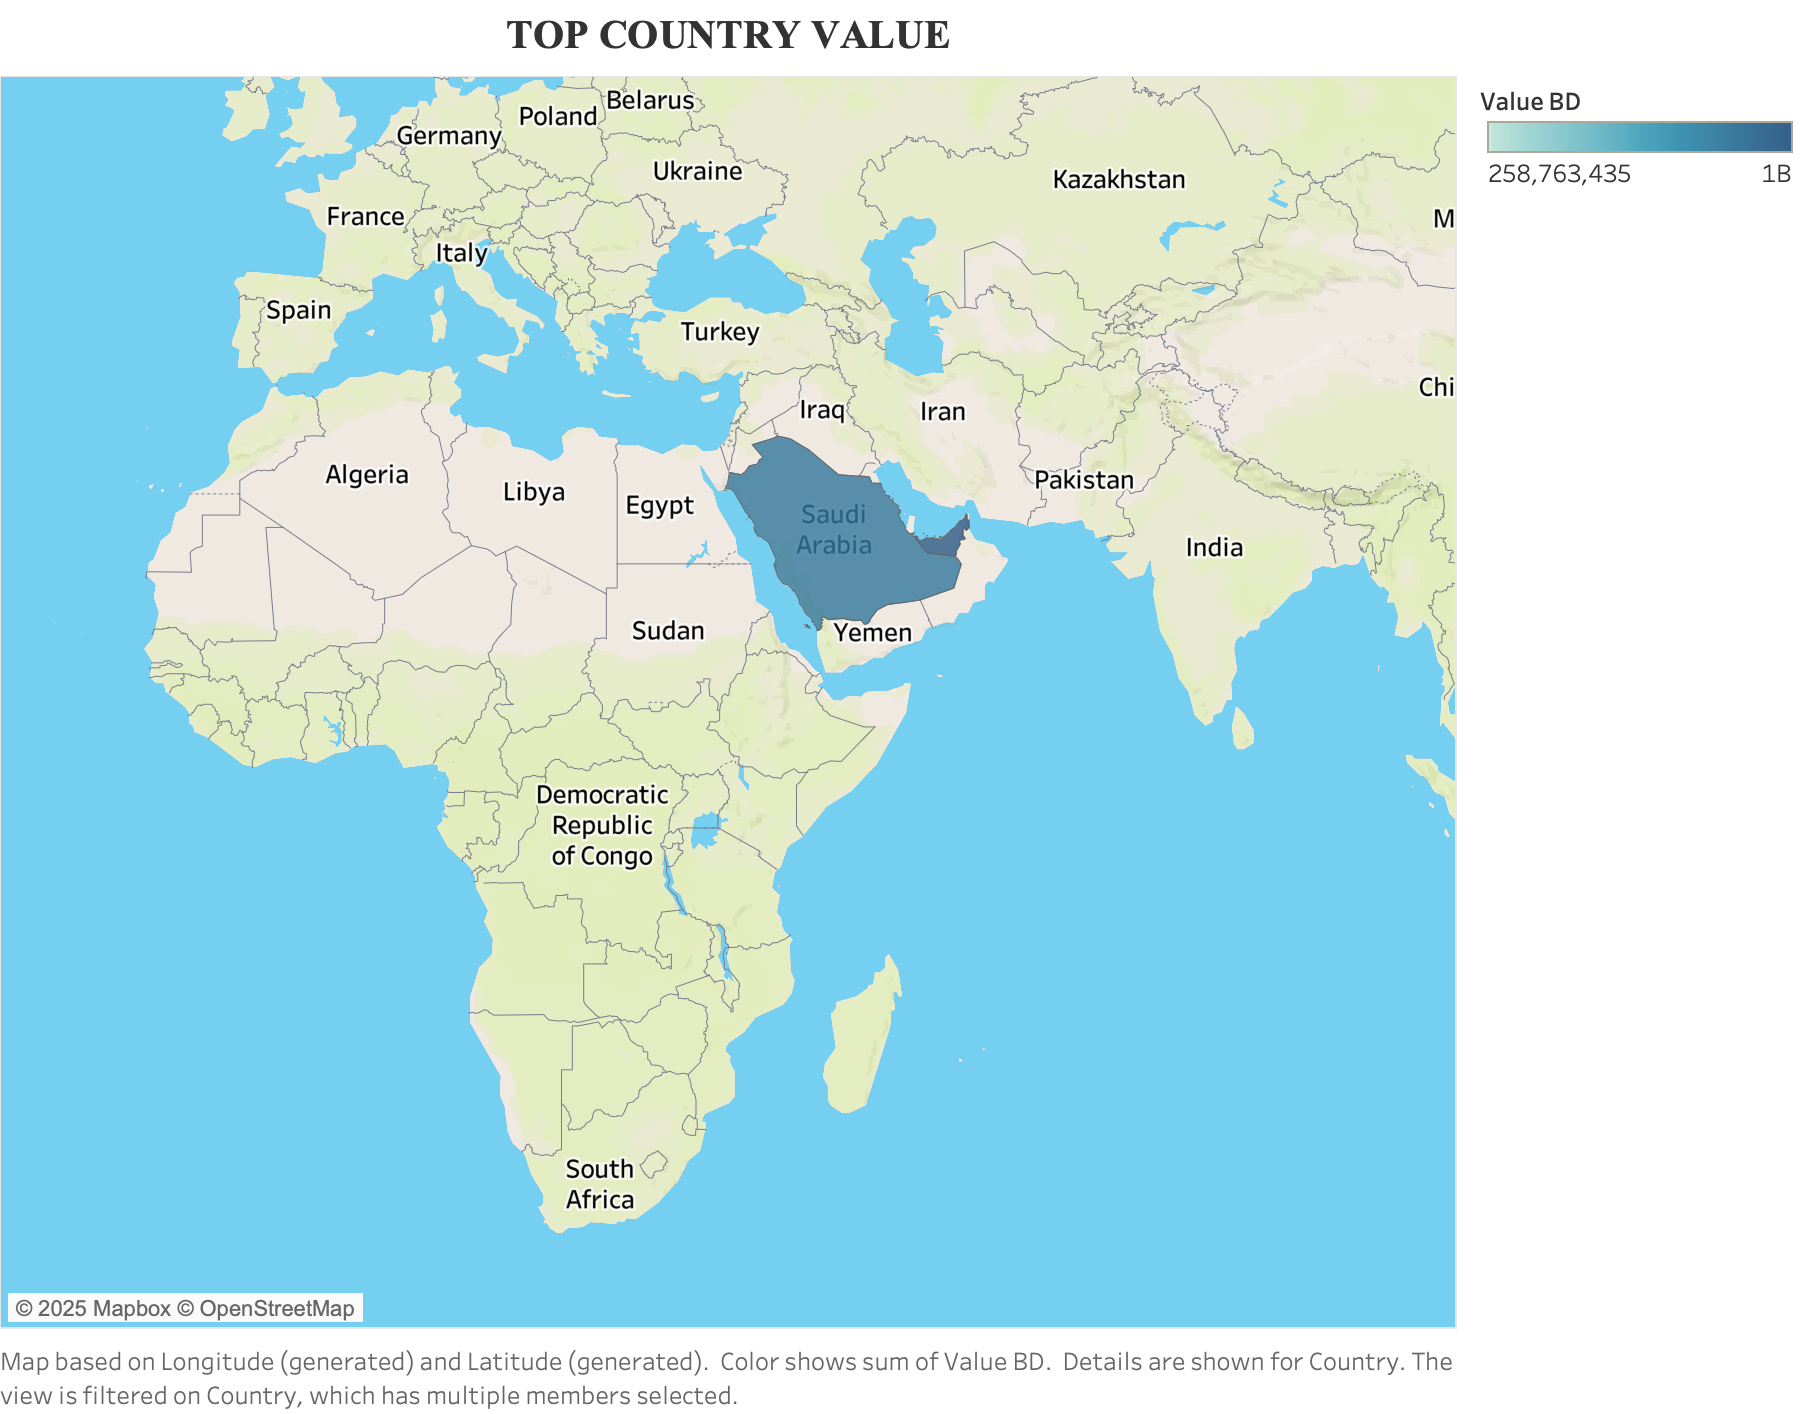 TOP COUNTRY VALUE
Value BD
258,763,435
1B
Belarus
Poland
Germany
Ukraine
Kazakhstan
France
M
Italy
Spain
Turkey
Chi
Iraq
Iran
Algeria
Pakistan
Libya
Egypt
Saudi
Arabia
India
Sudan
Yemen
Democratic
Republic
of Congo
South
Africa
© 2025 Mapbox © OpenStreetMap
Map based on Longitude (generated) and Latitude (generated).  Color shows sum of Value BD.  Details are shown for Country. The
view is filtered on Country, which has multiple members selected.